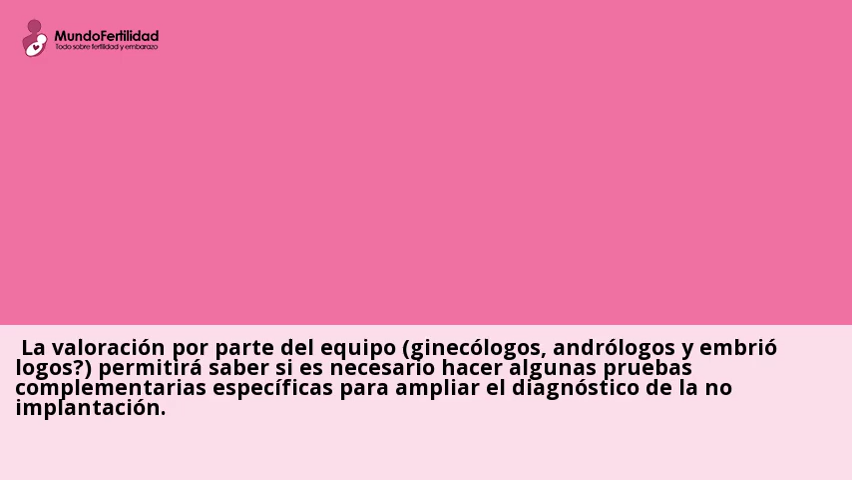 MundoFertilidad
Todo sobre fertilidad y embarazo
La valoración por parte del equipo (ginecólogos, andrólogos y embrió
logos?) permitirá saber si es necesario hacer algunas pruebas
complementarias específicas para ampliar el diagnóstico de la no
implantación.